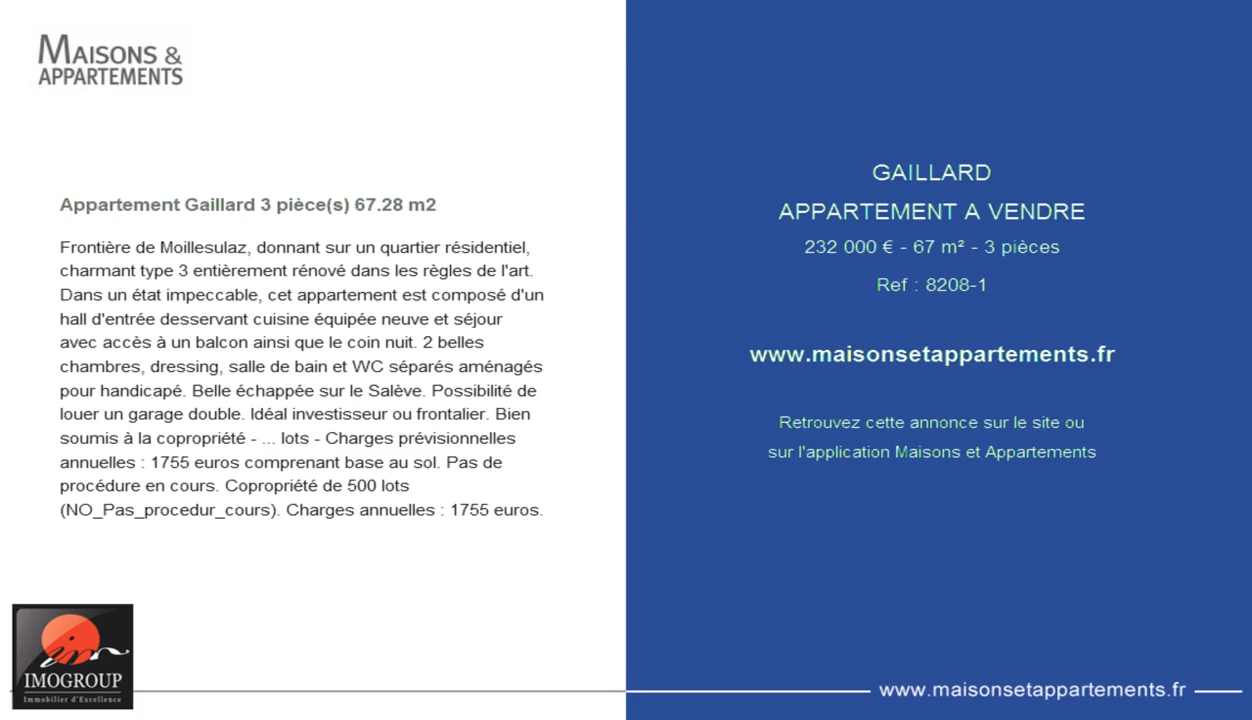 MAISONS &
APPARTEMENTS
Appartement Gaillard 3 pièce(s) 67.28 m2
Frontière de Moillesulaz, donnant sur un quartier résidentiel,
charmant type 3 entièrement rénové dans les règles de l'art.
Dans un état impeccable, cet appartement est composé d'un
hall d'entrée desservant cuisine équipée neuve et séjour
avec accès à un balcon ainsi que le coin nuit. 2 belles
chambres, dressing, salle de bain et WC séparés aménagés
pour handicapé. Belle échappée sur le Salève. Possibilité de
louer un garage double. Idéal investisseur ou frontalier. Bien
soumis à la copropriété - ... lots - Charges prévisionnelles
annuelles : 1755 euros comprenant base au sol. Pas de
procédure en cours. Copropriété de 500 lots
(NO_Pas_procedur_cours). Charges annuelles : 1755 euros.
im
IMOGROUP
Immobilier d'Excellence
GAILLARD
APPARTEMENT A VENDRE
232 000 € - 67 m² - 3 pièces
Ref : 8208-1
www.maisonsetappartements.fr
Retrouvez cette annonce sur le site ou
sur l'application Maisons et Appartements
www.maisonsetappartements.fr